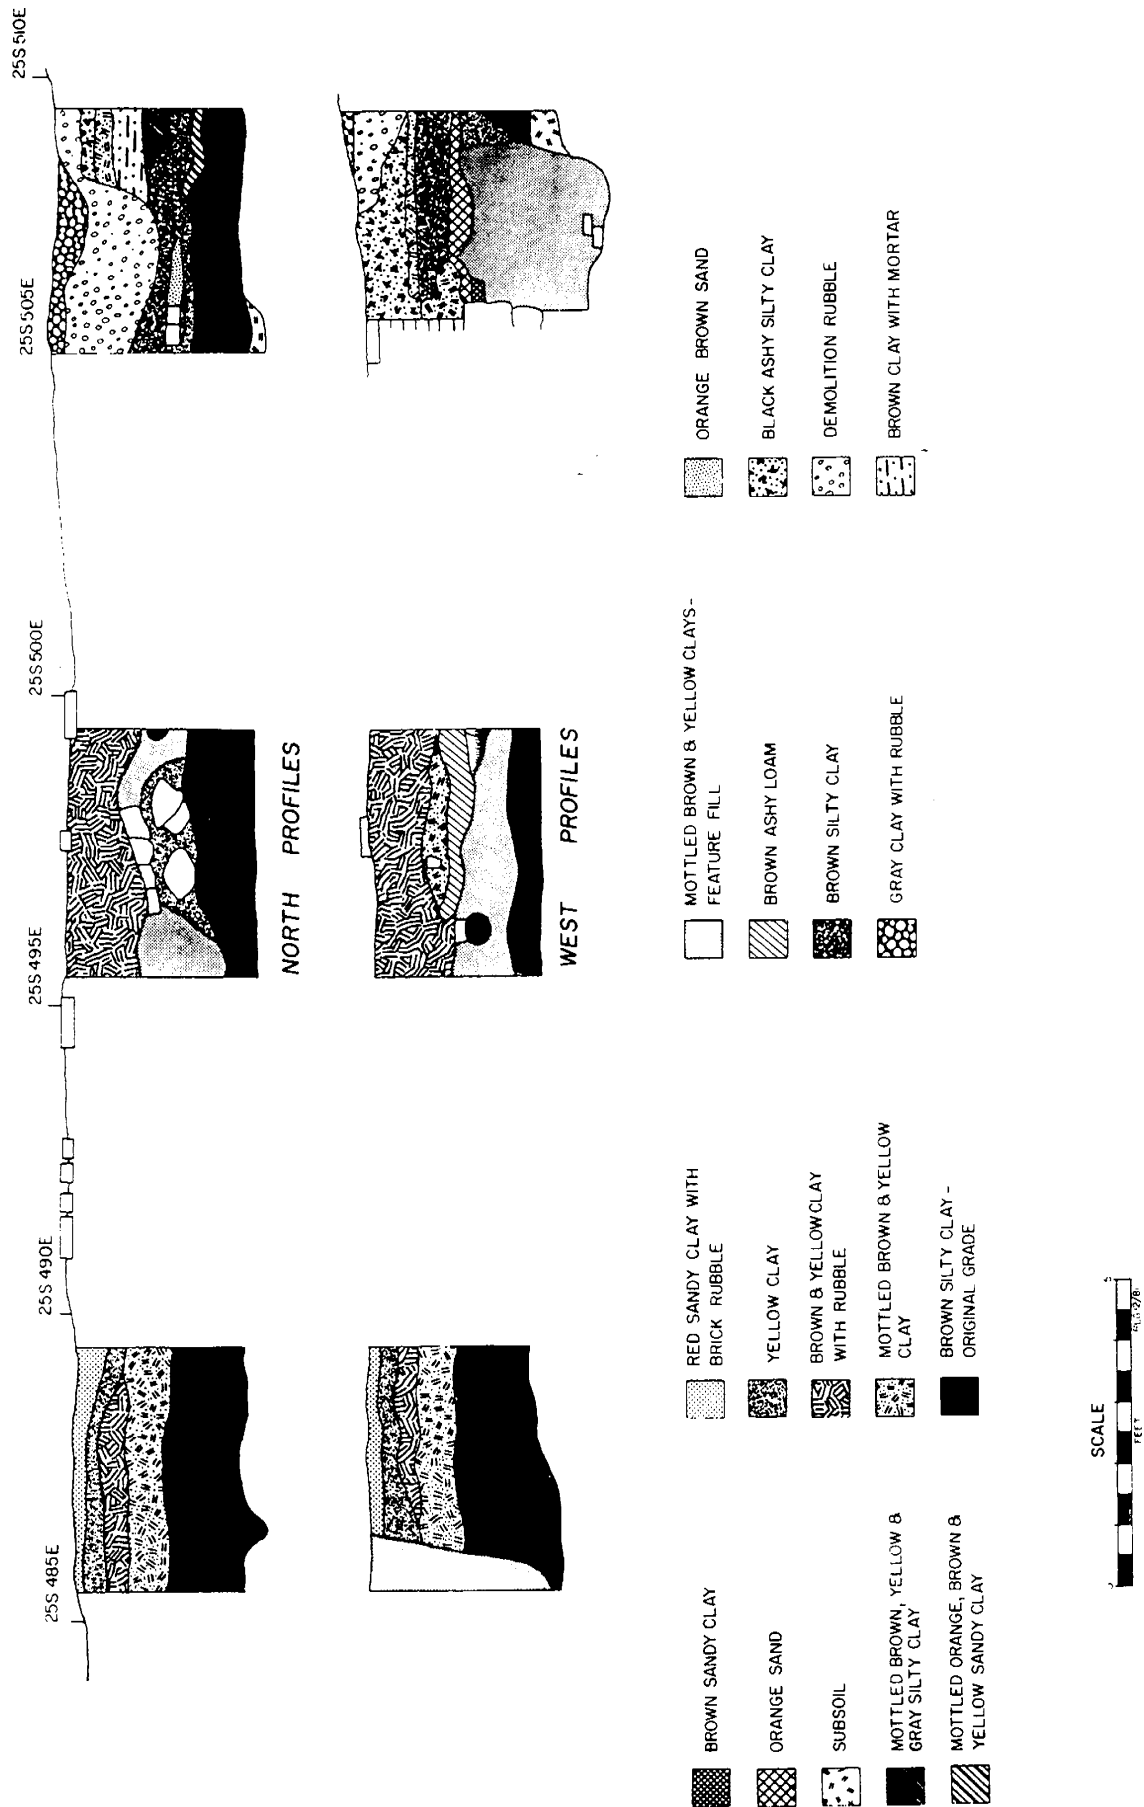 25S 485E
25S 490E
25S 495E
25S 500E
25S 505E
25S 510E
NORTH PROFILES
WEST PROFILES
BROWN SANDY CLAY
ORANGE SAND
SUBSOIL
MOTTLED BROWN, YELLOW &
GRAY SILTY CLAY
MOTTLED ORANGE, BROWN &
YELLOW SANDY CLAY
RED SANDY CLAY WITH
BRICK RUBBLE
YELLOW CLAY
BROWN & YELLOW CLAY
WITH RUBBLE
MOTTLED BROWN & YELLOW
CLAY
BROWN SILTY CLAY -
ORIGINAL GRADE
MOTTLED BROWN & YELLOW CLAYS -
FEATURE FILL
BROWN ASHY LOAM
BROWN SILTY CLAY
GRAY CLAY WITH RUBBLE
ORANGE BROWN SAND
BLACK ASHY SILTY CLAY
DEMOLITION RUBBLE
BROWN CLAY WITH MORTAR
SCALE
0 5
FEET